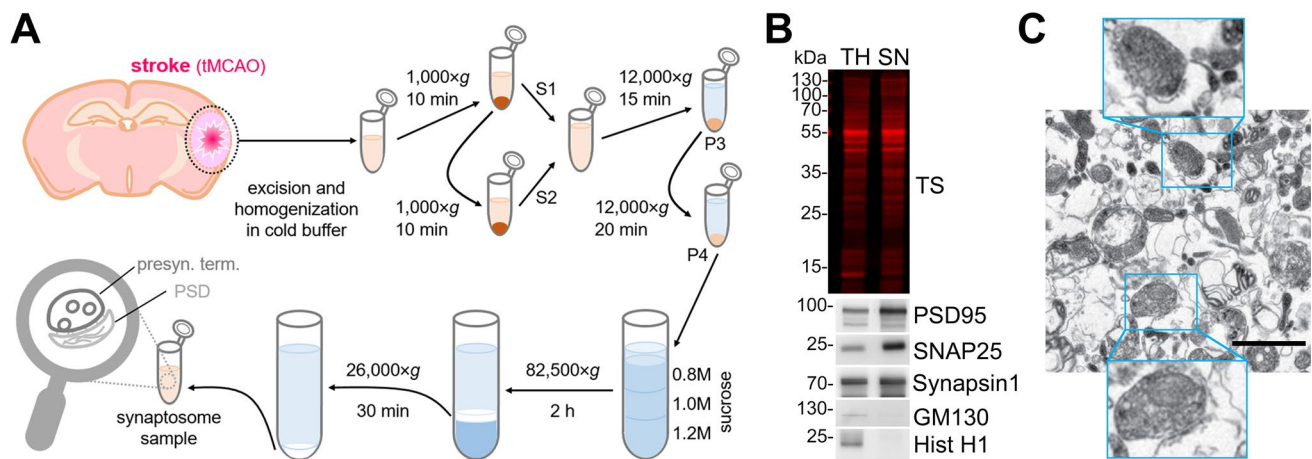 A
stroke (tMCAO)
excision and
homogenization
in cold buffer
1,000×g
10 min
S1
1,000×g
10 min
S2
12,000×g
15 min
P3
12,000×g
20 min
P4
0.8M
1.0M
1.2M
sucrose
82,500×g
2 h
26,000×g
30 min
synaptosome
sample
presyn. term.
PSD
B
kDa TH SN
130-
100-
70-
55-
35-
25-
15-
TS
100- PSD95
25- SNAP25
70- Synapsin1
130- GM130
25- Hist H1
C